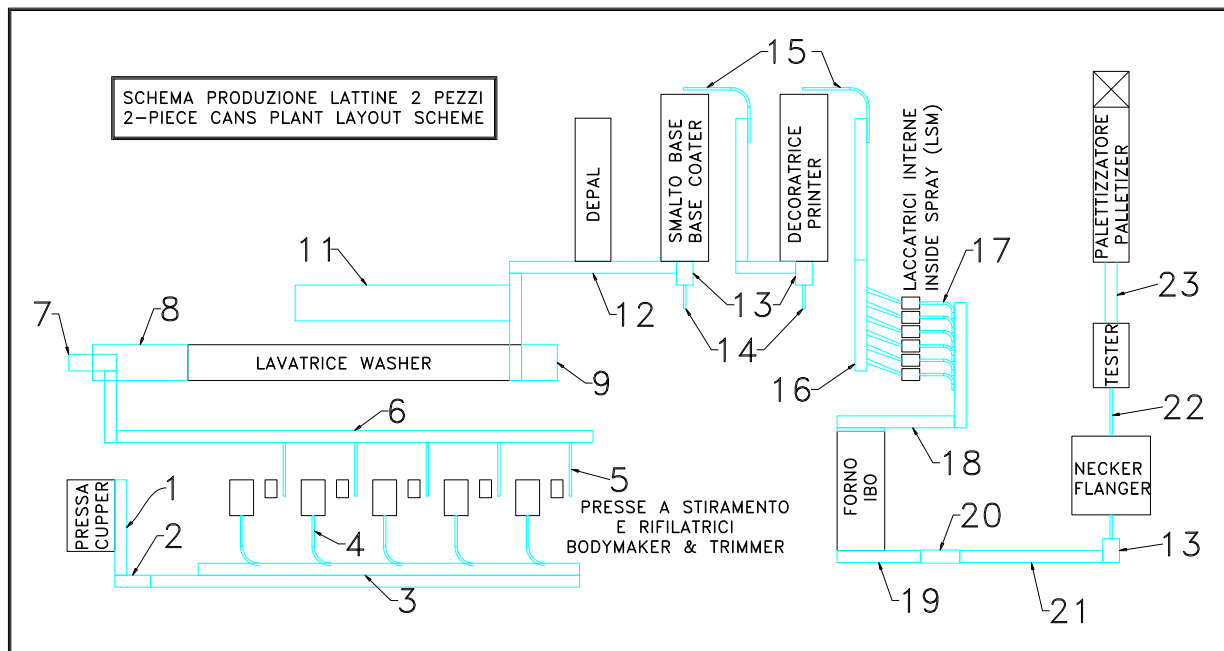 SCHEMA PRODUZIONE LATTINE 2 PEZZI
2-PIECE CANS PLANT LAYOUT SCHEME
15
DEPAL
SMALTO BASE
BASE COATER
DECORATRICE
PRINTER
LACCATRICI INTERNE
INSIDE SPRAY (LSM)
PALETTIZZATORE
PALLETIZER
11
12
13
14
17
23
7
8
LAVATRICE WASHER
9
16
TESTER
6
22
18
PRESSA
CUPPER
1
2
4
5
PRESSE A STIRAMENTO
E RIFILATRICI
BODYMAKER & TRIMMER
3
FORNO
IBO
NECKER
FLANGER
20
13
19
21